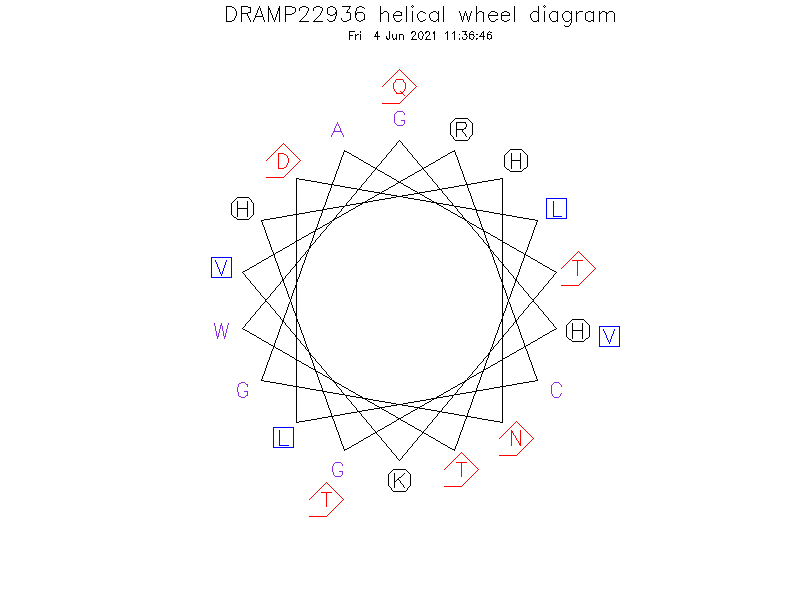 DRAMP22936 helical wheel diagram
Fri 4 Jun 2021 11:36:46
Q
G
A
R
D
H
H
L
V
T
W
H
V
G
C
L
N
G
T
K
T